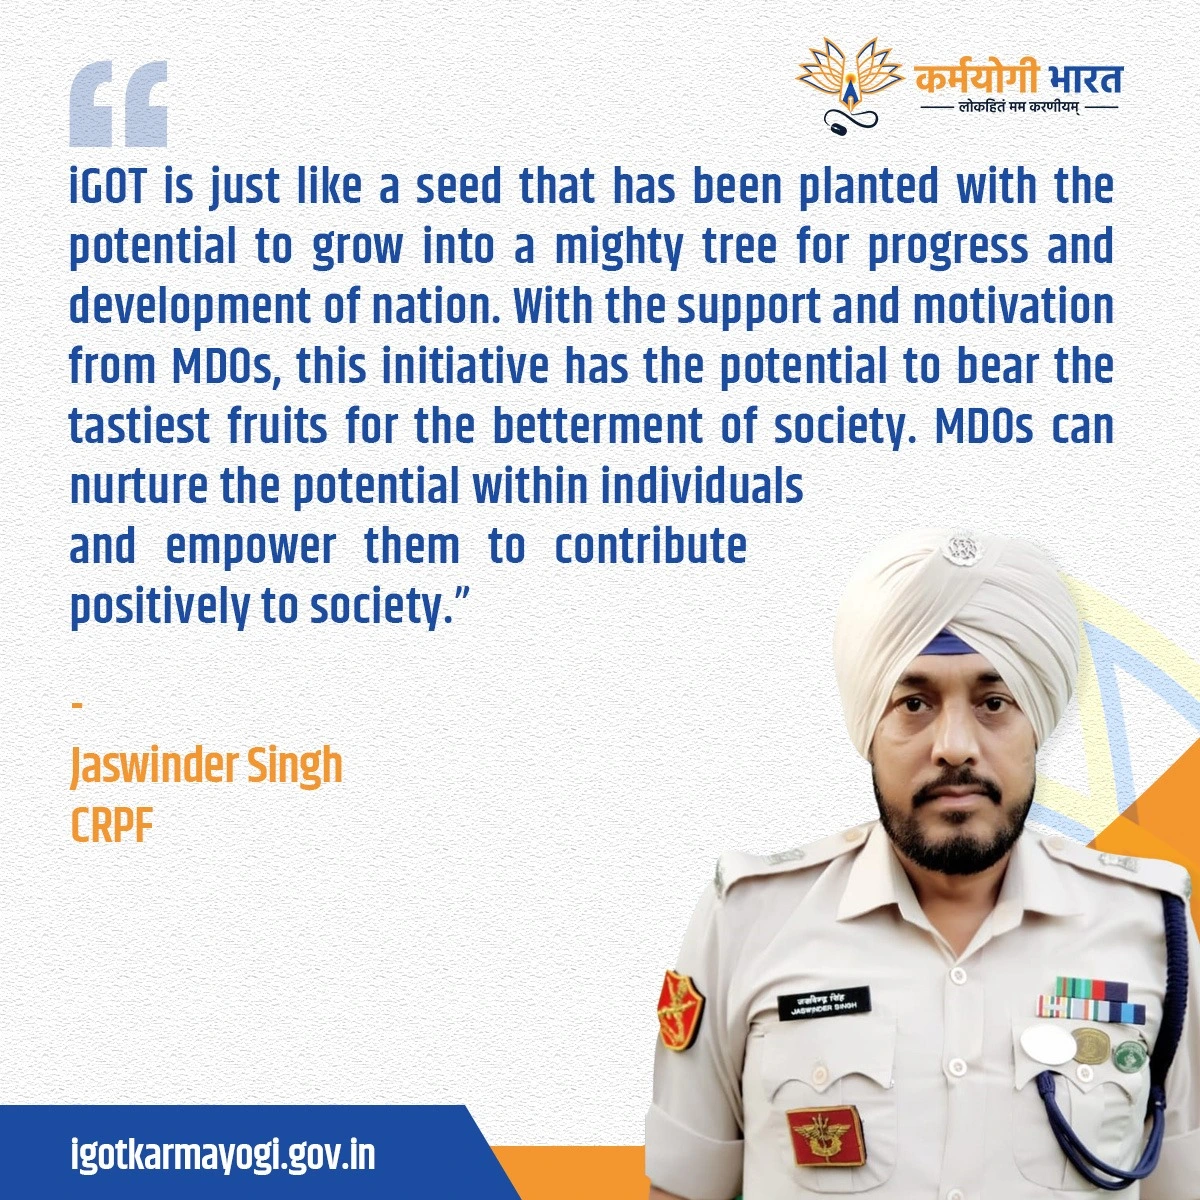 कर्मयोगी भारत
लोकहितं मम करणीयम्
“
iGOT is just like a seed that has been planted with the
potential to grow into a mighty tree for progress and
development of nation. With the support and motivation
from MDOs, this initiative has the potential to bear the
tastiest fruits for the betterment of society. MDOs can
nurture the potential within individuals
and empower them to contribute
positively to society.”
-
Jaswinder Singh
CRPF
जसविन्द्र सिंह
JASWINDER SINGH
igotkarmayogi.gov.in